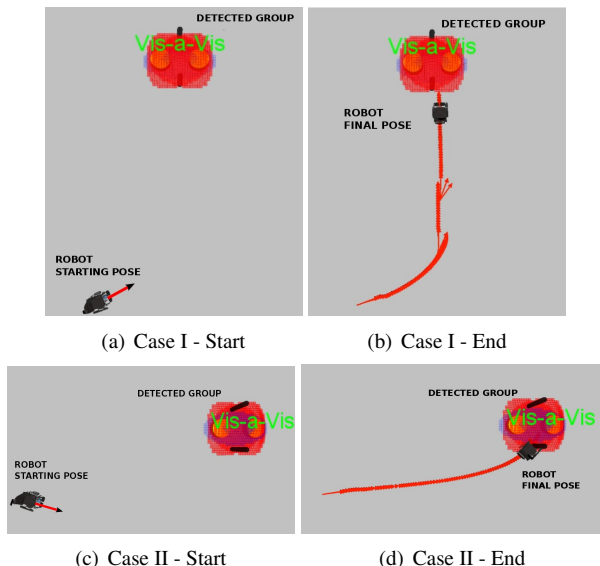 DETECTED GROUP
Vis-a-Vis
ROBOT
STARTING POSE
DETECTED GROUP
Vis-a-Vis
ROBOT
FINAL POSE
(a) Case I - Start
(b) Case I - End
DETECTED GROUP
Vis-a-Vis
ROBOT
STARTING POSE
DETECTED GROUP
Vis-a-Vis
ROBOT
FINAL POSE
(c) Case II - Start
(d) Case II - End